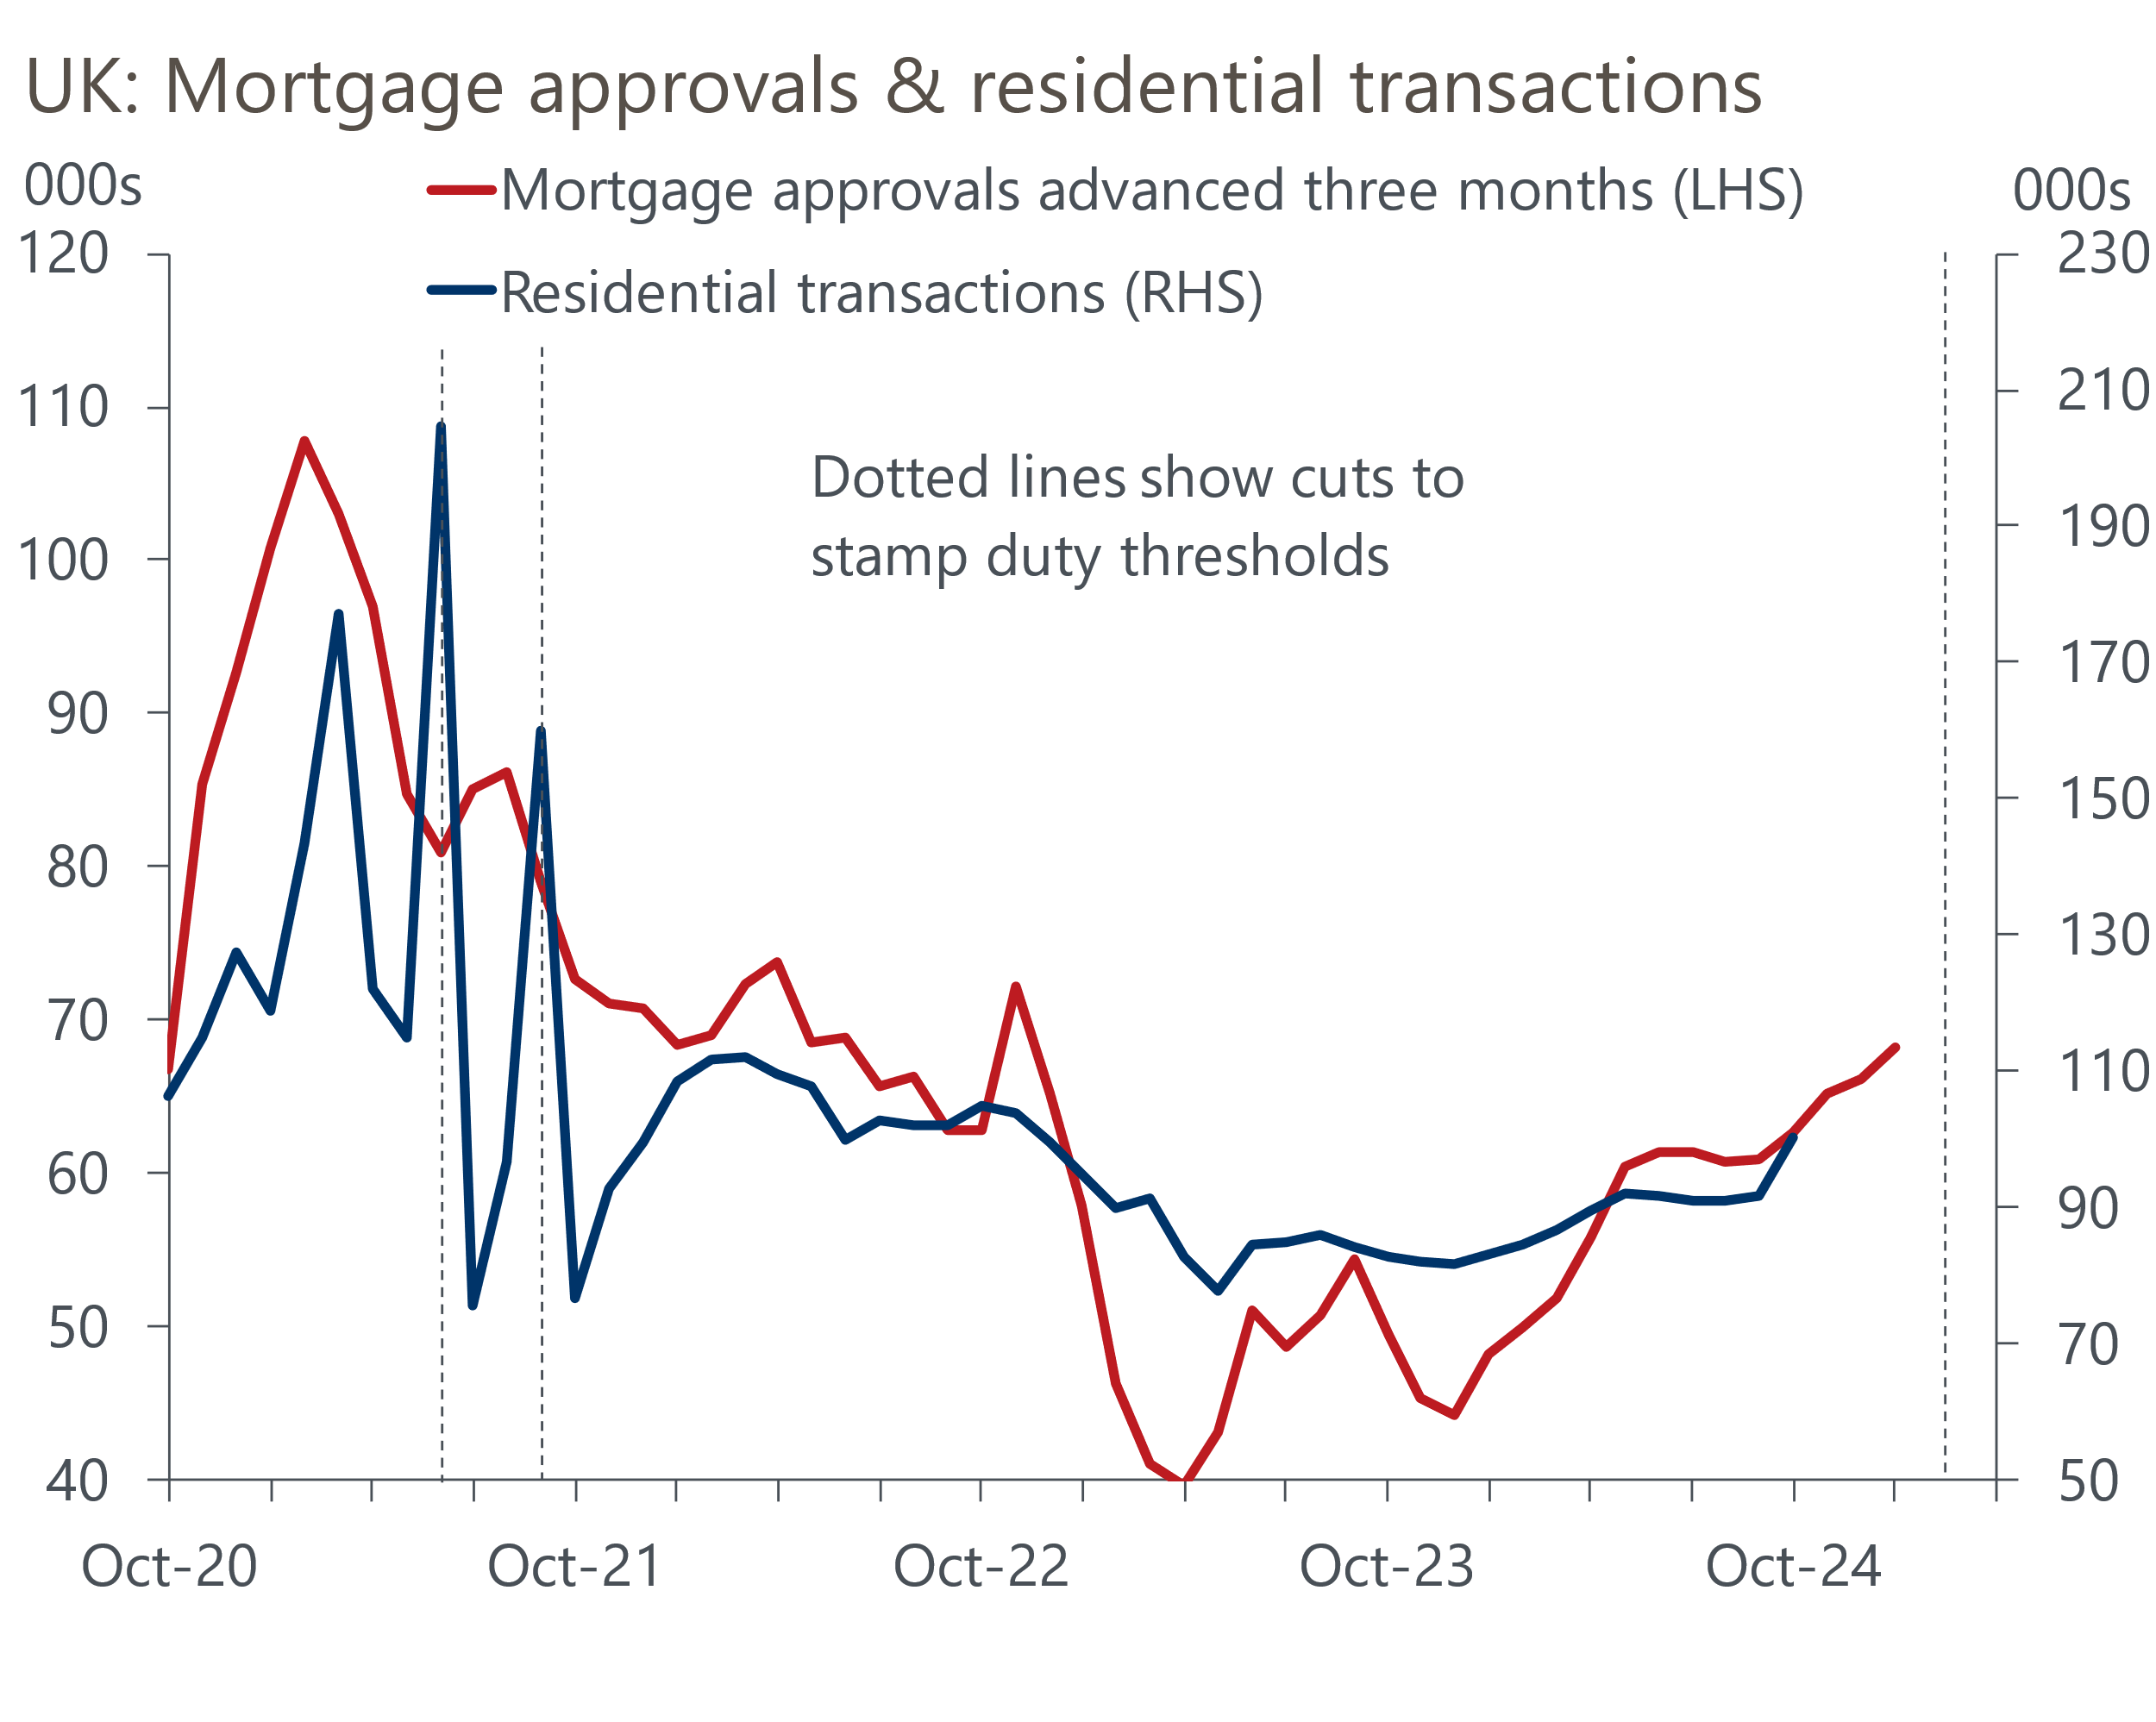 UK: Mortgage approvals & residential transactions
000s
Mortgage approvals advanced three months (LHS)
000s
Residential transactions (RHS)
120
110
100
90
80
70
60
50
40
230
210
190
170
150
130
110
90
70
50
Dotted lines show cuts to
stamp duty thresholds
Oct-20 Oct-21 Oct-22 Oct-23 Oct-24